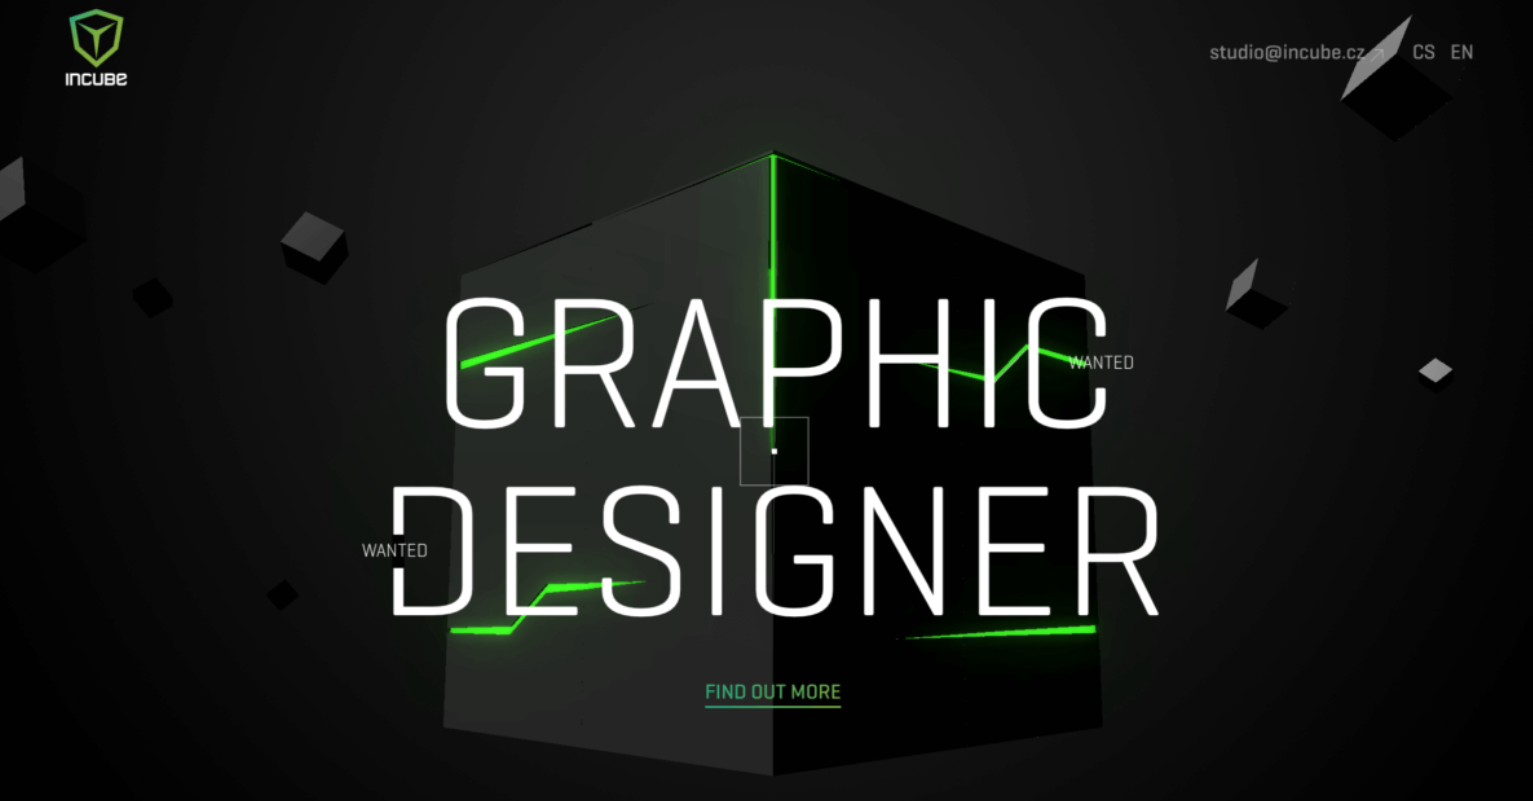 INCUBE
studio@incube.cz CS EN
GRAPHIC
WANTED
WANTED
DESIGNER
FIND OUT MORE